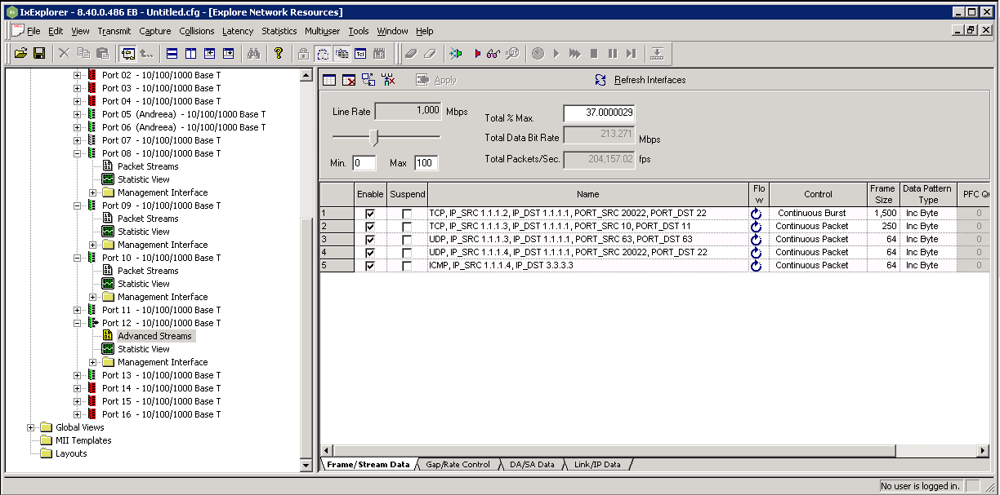 IxExplorer - 8.40.0.486 EB - Untitled.cfg - [Explore Network Resources]
File Edit View Transmit Capture Collisions Latency Statistics Multiuser Tools Window Help
Port 02 - 10/100/1000 Base T
Port 03 - 10/100/1000 Base T
Port 04 - 10/100/1000 Base T
Port 05 (Andreea) - 10/100/1000 Base T
Port 06 (Andreea) - 10/100/1000 Base T
Port 07 - 10/100/1000 Base T
Port 08 - 10/100/1000 Base T
Packet Streams
Statistic View
Management Interface
Port 09 - 10/100/1000 Base T
Packet Streams
Statistic View
Management Interface
Port 10 - 10/100/1000 Base T
Packet Streams
Statistic View
Management Interface
Port 11 - 10/100/1000 Base T
Port 12 - 10/100/1000 Base T
Advanced Streams
Statistic View
Management Interface
Port 13 - 10/100/1000 Base T
Port 14 - 10/100/1000 Base T
Port 15 - 10/100/1000 Base T
Port 16 - 10/100/1000 Base T
Global Views
MII Templates
Layouts
Apply Refresh Interfaces
Line Rate 1,000 Mbps
Min. 0 Max 100
Total % Max. 37.0000029
Total Data Bit Rate 213.271 Mbps
Total Packets/Sec. 204,157.02 fps
Enable Suspend Name Flow Control Frame Size Data Pattern Type PFC Qu
1 TCP, IP_SRC 1.1.1.2, IP_DST 1.1.1.1, PORT_SRC 20022, PORT_DST 22 Continuous Burst 1,500 Inc Byte 0
2 TCP, IP_SRC 1.1.1.3, IP_DST 1.1.1.1, PORT_SRC 10, PORT_DST 11 Continuous Packet 250 Inc Byte 0
3 UDP, IP_SRC 1.1.1.3, IP_DST 1.1.1.1, PORT_SRC 63, PORT_DST 63 Continuous Packet 64 Inc Byte 0
4 UDP, IP_SRC 1.1.1.4, IP_DST 1.1.1.1, PORT_SRC 20022, PORT_DST 22 Continuous Packet 64 Inc Byte 0
5 ICMP, IP_SRC 1.1.1.4, IP_DST 3.3.3.3 Continuous Packet 64 Inc Byte 0
Frame/Stream Data Gap/Rate Control DA/SA Data Link/IP Data
No user is logged in.